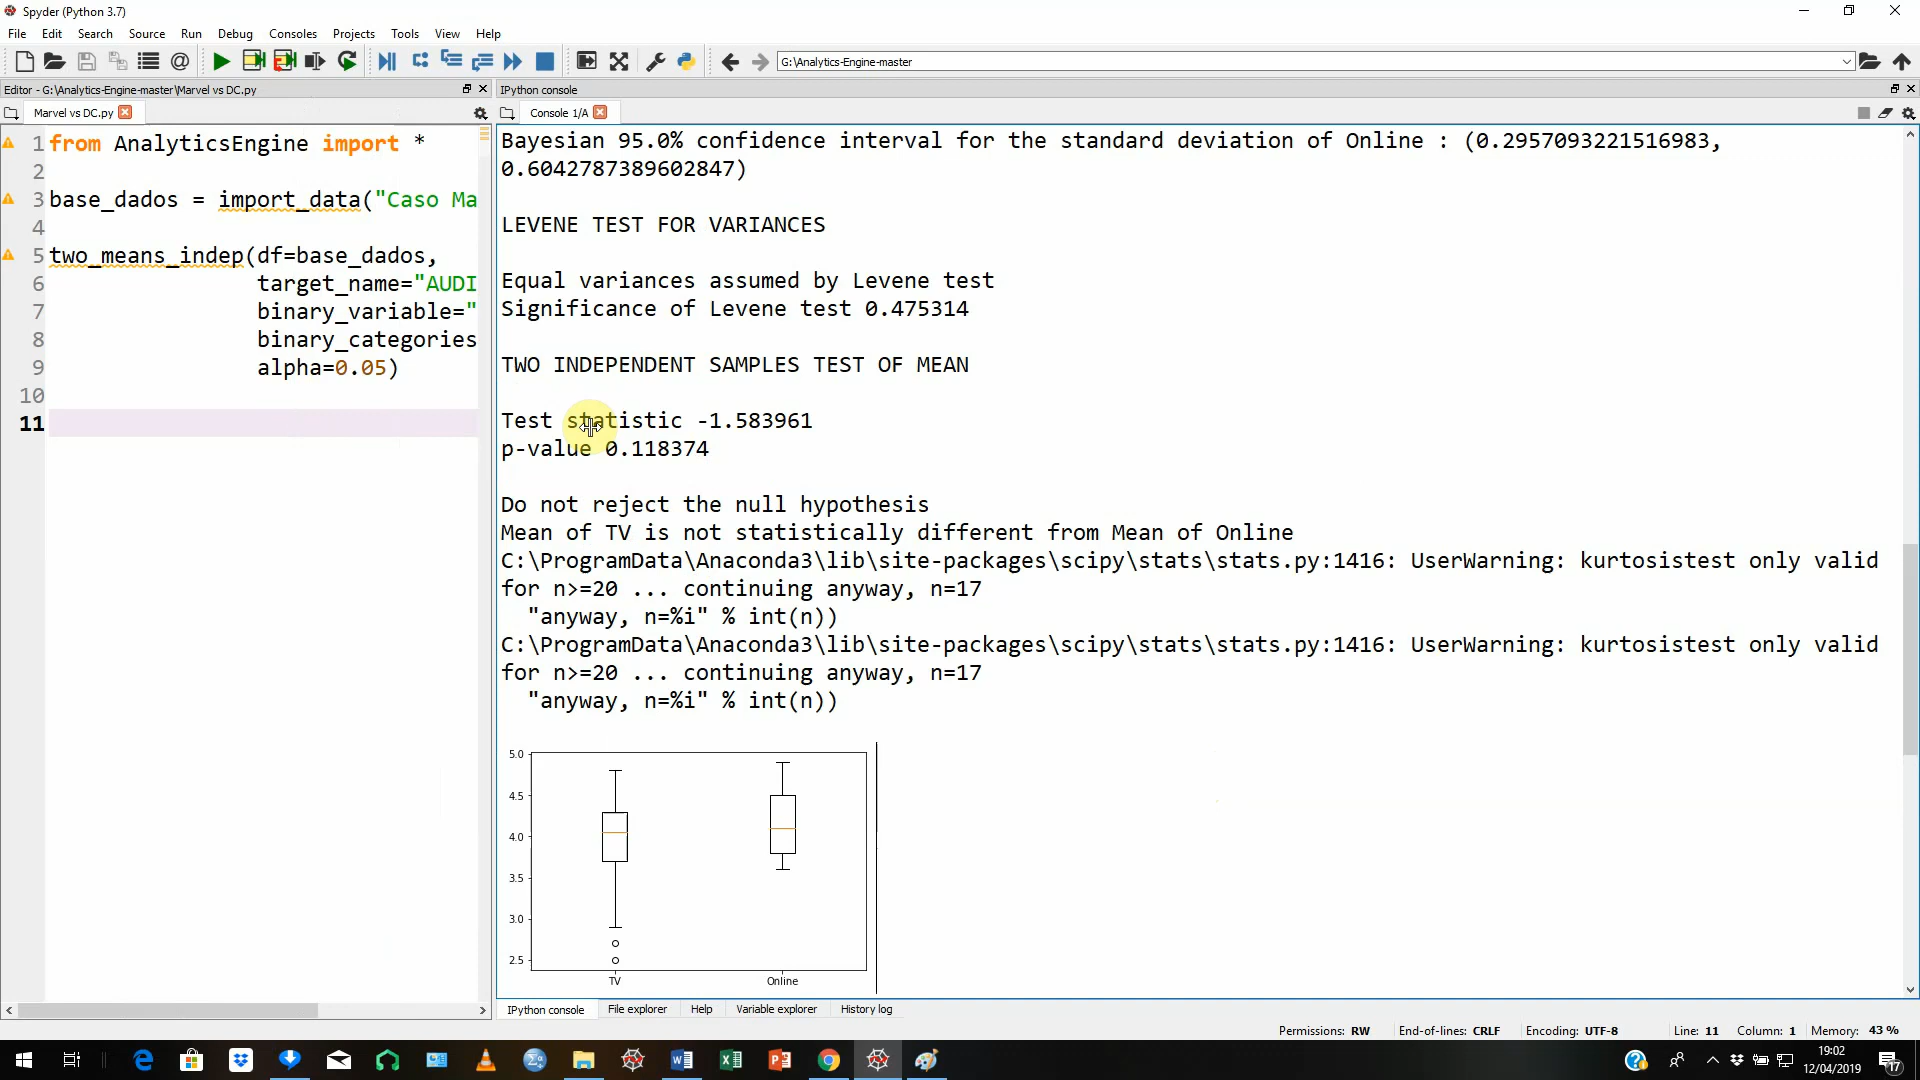 Spyder (Python 3.7)
File Edit Search Source Run Debug Consoles Projects Tools View Help
G:\Analytics-Engine-master
Editor - G:\Analytics-Engine-master\Marvel vs DC.py
Marvel vs DC.py
1 from AnalyticsEngine import *
2
3 base_dados = import_data("Caso Ma
4
5 two_means_indep(df=base_dados,
6 target_name="AUDI
7 binary_variable="
8 binary_categories
9 alpha=0.05)
10
11
IPython console
Console 1/A
Bayesian 95.0% confidence interval for the standard deviation of Online : (0.2957093221516983,
0.6042787389602847)
LEVENE TEST FOR VARIANCES
Equal variances assumed by Levene test
Significance of Levene test 0.475314
TWO INDEPENDENT SAMPLES TEST OF MEAN
Test statistic -1.583961
p-value 0.118374
Do not reject the null hypothesis
Mean of TV is not statistically different from Mean of Online
C:\ProgramData\Anaconda3\lib\site-packages\scipy\stats\stats.py:1416: UserWarning: kurtosistest only valid
for n>=20 ... continuing anyway, n=17
"anyway, n=%i" % int(n))
C:\ProgramData\Anaconda3\lib\site-packages\scipy\stats\stats.py:1416: UserWarning: kurtosistest only valid
for n>=20 ... continuing anyway, n=17
"anyway, n=%i" % int(n))
5.0
4.5
4.0
3.5
3.0
2.5
TV Online
IPython console File explorer Help Variable explorer History log
Permissions: RW End-of-lines: CRLF Encoding: UTF-8 Line: 11 Column: 1 Memory: 43 %
19:02
12/04/2019
17